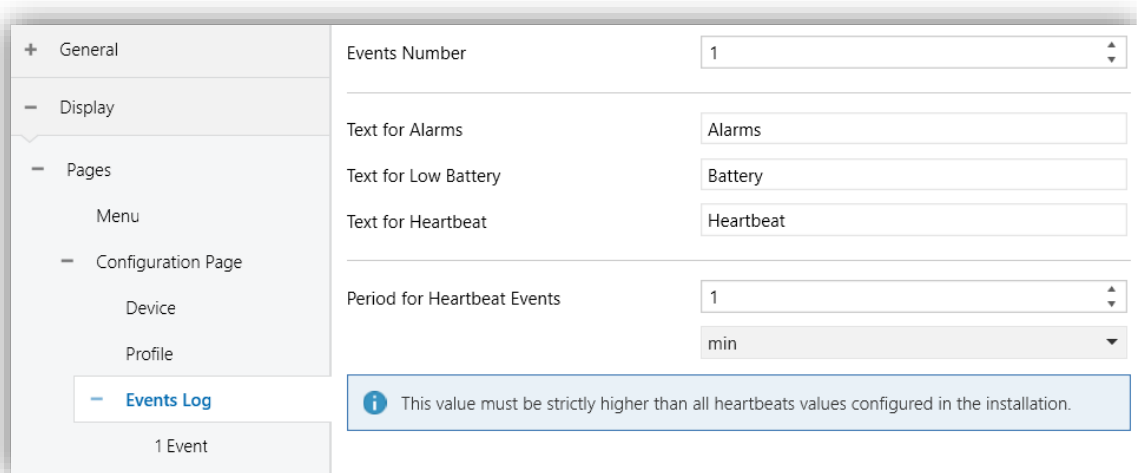 General
Display
Pages
Menu
Configuration Page
Device
Profile
Events Log
1 Event
Events Number
1
Text for Alarms
Alarms
Text for Low Battery
Battery
Text for Heartbeat
Heartbeat
Period for Heartbeat Events
1
min
This value must be strictly higher than all heartbeats values configured in the installation.